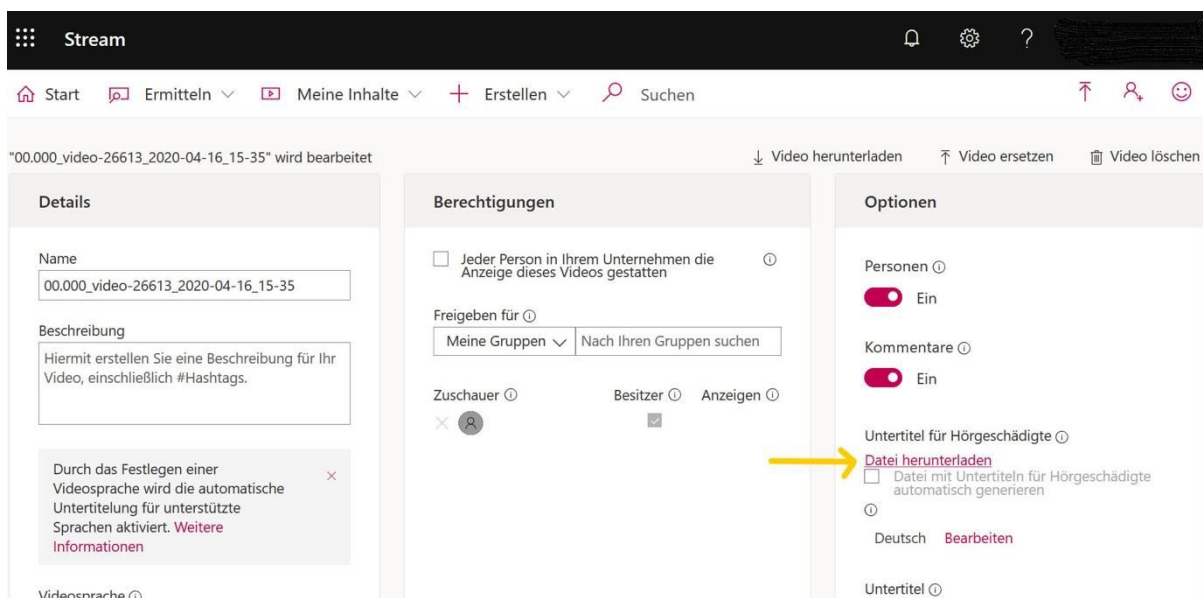 Stream
?
Start
Ermitteln
Meine Inhalte
Erstellen
Suchen
"00.000_video-26613_2020-04-16_15-35" wird bearbeitet
Video herunterladen
Video ersetzen
Video löschen
Details
Name
00.000_video-26613_2020-04-16_15-35
Beschreibung
Hiermit erstellen Sie eine Beschreibung für Ihr
Video, einschließlich #Hashtags.
Durch das Festlegen einer
Videosprache wird die automatische
Untertitelung für unterstützte
Sprachen aktiviert. Weitere
Informationen
Videosprache
Berechtigungen
Jeder Person in Ihrem Unternehmen die
Anzeige dieses Videos gestatten
Freigeben für
Meine Gruppen
Nach Ihren Gruppen suchen
Zuschauer
Besitzer
Anzeigen
Optionen
Personen
Ein
Kommentare
Ein
Untertitel für Hörgeschädigte
Datei herunterladen
Datei mit Untertiteln für Hörgeschädigte
automatisch generieren
Deutsch Bearbeiten
Untertitel